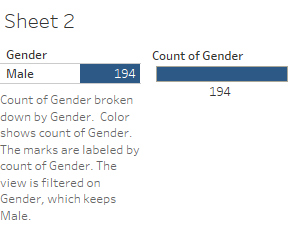 Sheet 2
Gender
Male 194
Count of Gender
194
Count of Gender broken
down by Gender.  Color
shows count of Gender.
The marks are labeled by
count of Gender. The
view is filtered on
Gender, which keeps
Male.